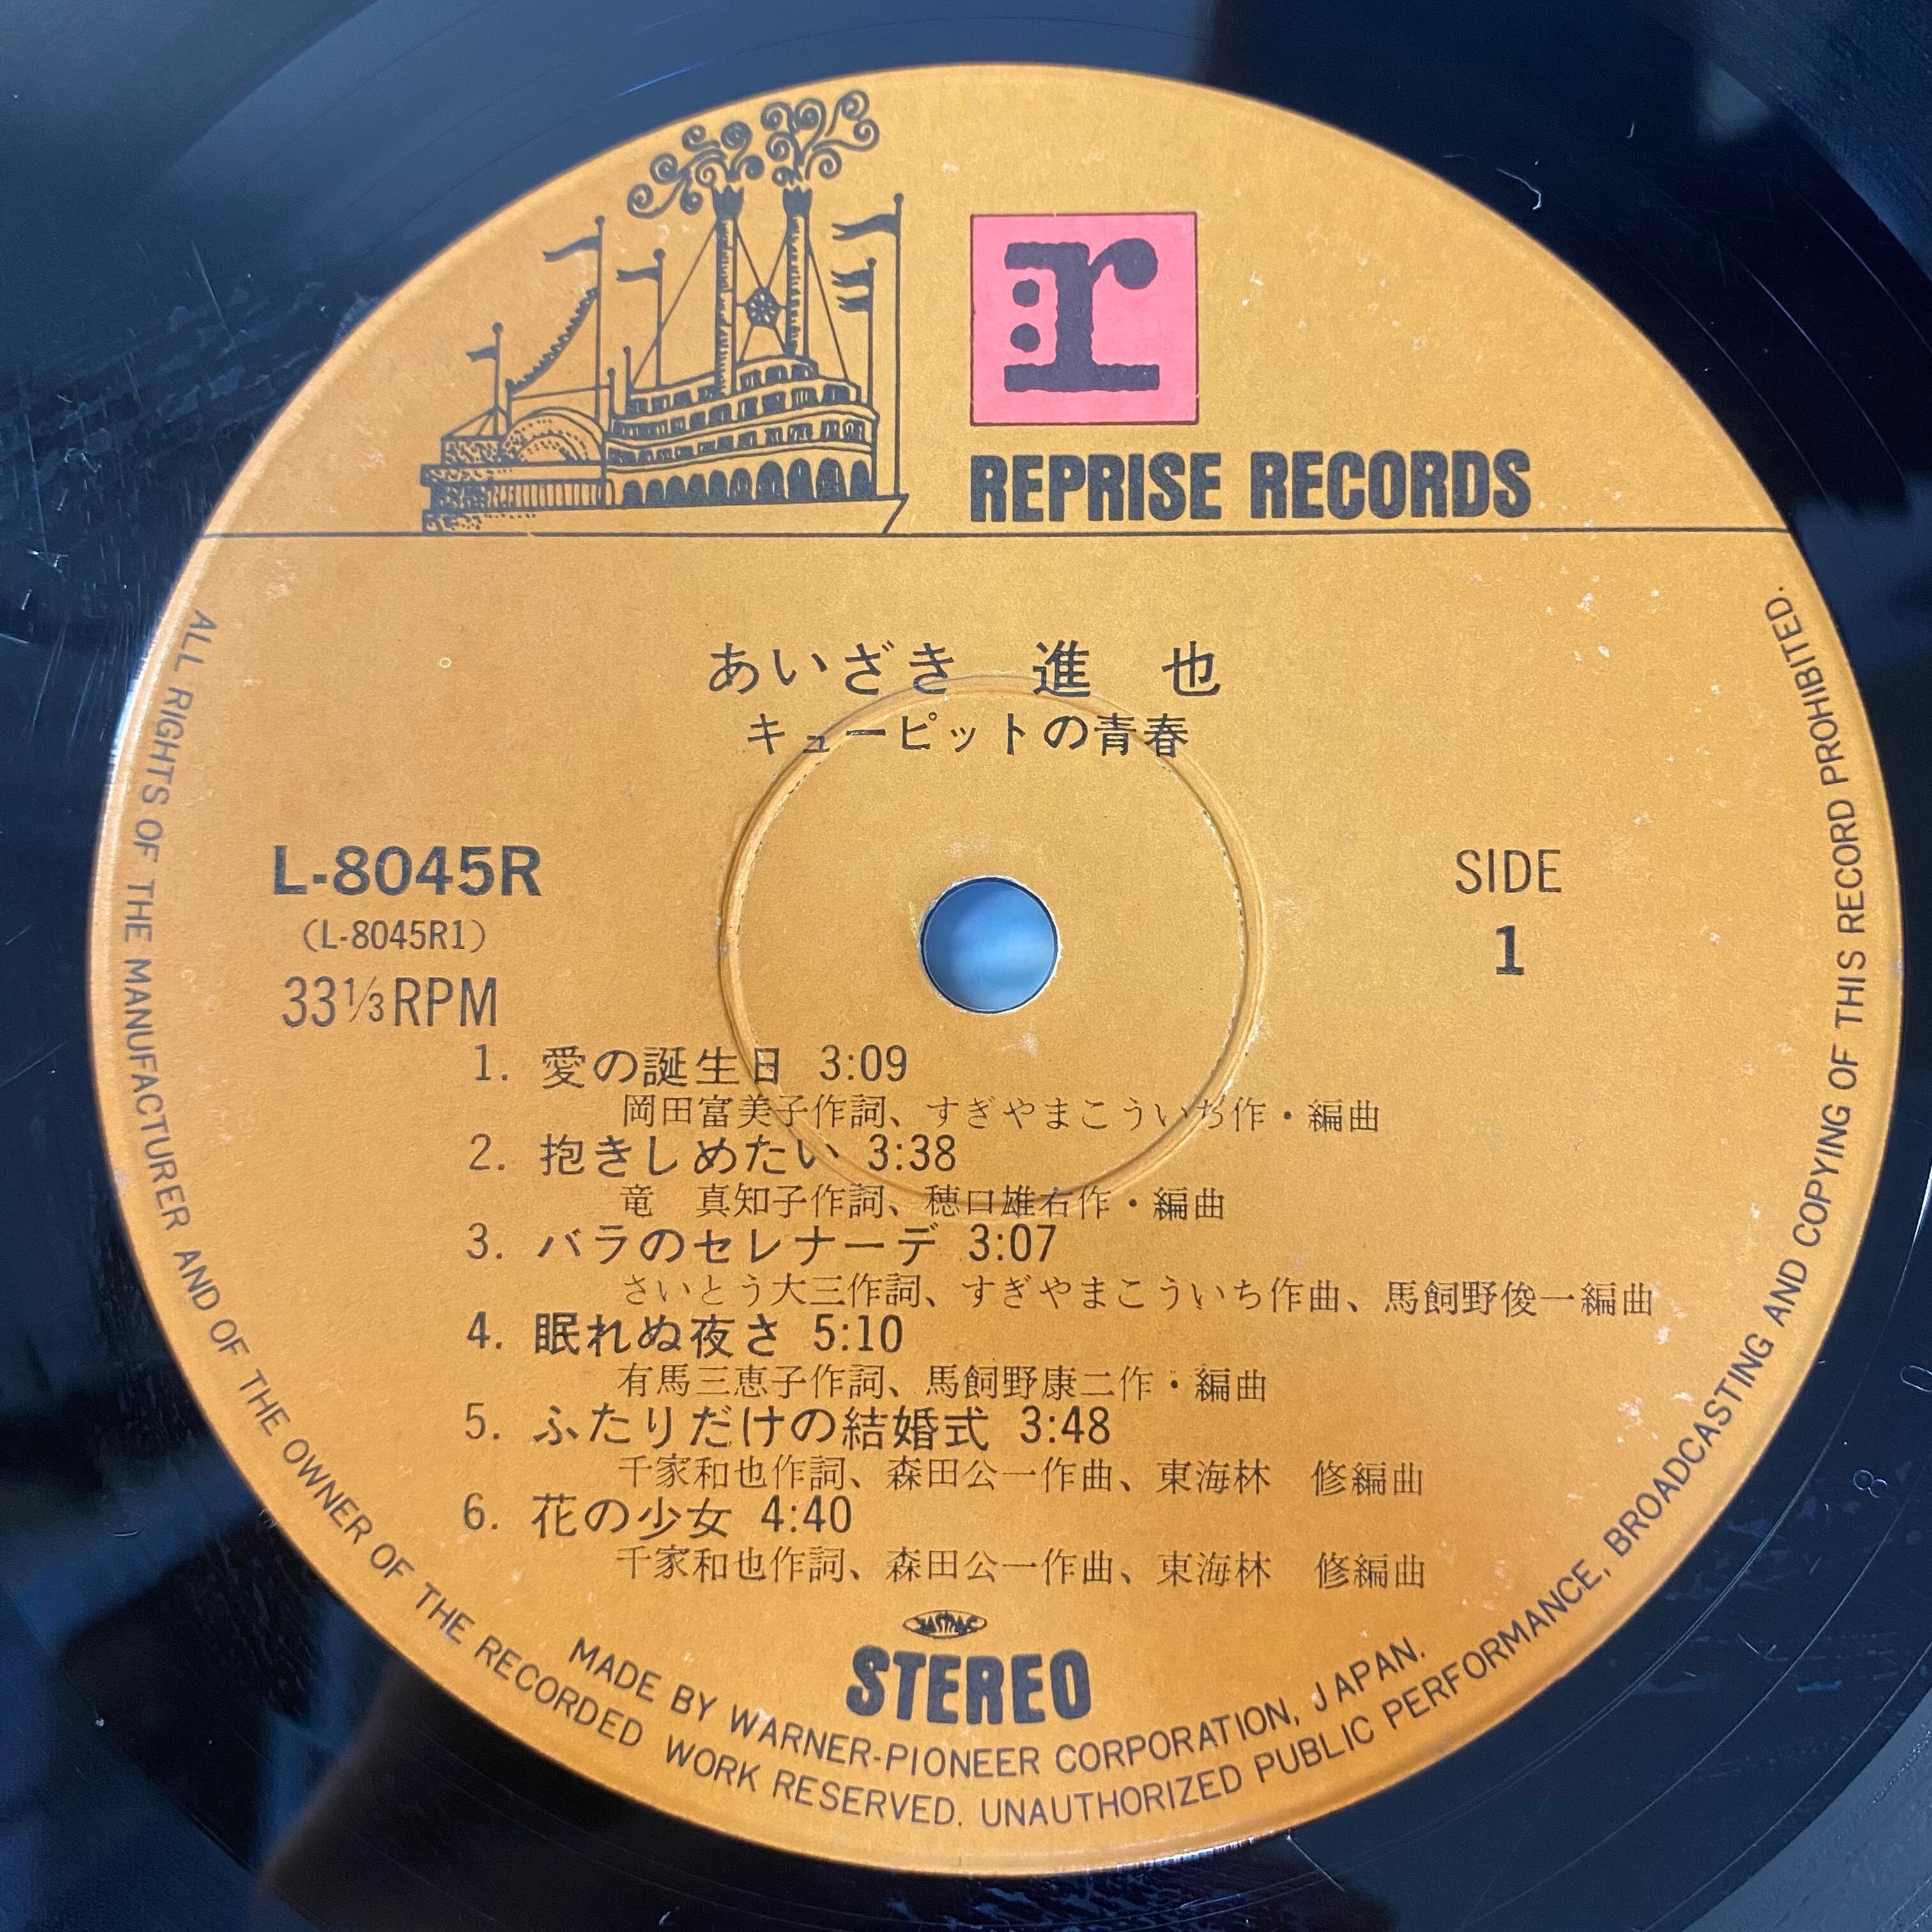 r
REPRISE RECORDS
あいざき 進 也
キューピットの青春
L-8045R
(L-8045R1)
33⅓RPM
SIDE
1
1. 愛の誕生日 3:09
岡田富美子作詞、すぎやまこういち作・編曲
2. 抱きしめたい 3:38
竜 真知子作詞、穂口雄右作・編曲
3. バラのセレナーデ 3:07
さいとう大三作詞、すぎやまこういち作曲、馬飼野俊一編曲
4. 眠れぬ夜さ 5:10
有馬三恵子作詞、馬飼野康二作・編曲
5. ふたりだけの結婚式 3:48
千家和也作詞、森田公一作曲、東海林 修編曲
6. 花の少女 4:40
千家和也作詞、森田公一作曲、東海林 修編曲
JASRAC
STEREO
MADE BY WARNER-PIONEER CORPORATION, JAPAN.
ALL RIGHTS OF THE MANUFACTURER AND OF THE OWNER OF THE RECORDED WORK RESERVED. UNAUTHORIZED PUBLIC PERFORMANCE, BROADCASTING AND COPYING OF THIS RECORD PROHIBITED.